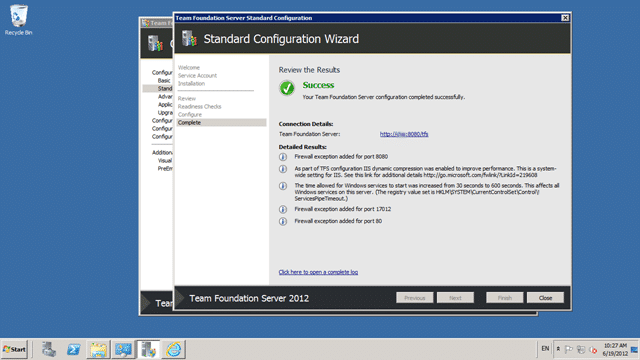 Recycle Bin
Team Fo
Team Foundation Server Standard Configuration
Standard Configuration Wizard
Configur
Basic
Stand
Advan
Applic
Upgra
Configur
Configur
Configur
Additiona
Visual
PreEm
Tear
Welcome
Service Account
Installation
Review
Readiness Checks
Configure
Complete
Review the Results
Success
Your Team Foundation Server configuration completed successfully.
Connection Details:
Team Foundation Server:
:8080/tfs
Detailed Results:
Firewall exception added for port 8080
As part of TFS configuration IIS dynamic compression was enabled to improve performance. This is a system-
wide setting for IIS. See this link for additional details http://go.microsoft.com/fwlink/?LinkId=219608
The time allowed for Windows services to start was increased from 30 seconds to 600 seconds. This affects all
Windows services on this server. (The registry value set is HKLM\SYSTEM\CurrentControlSet\Control\
ServicesPipeTimeout.)
Firewall exception added for port 17012
Firewall exception added for port 80
Click here to open a complete log
Team Foundation Server 2012
Previous
Next
Finish
Close
Start
EN
10:27 AM
6/19/2012